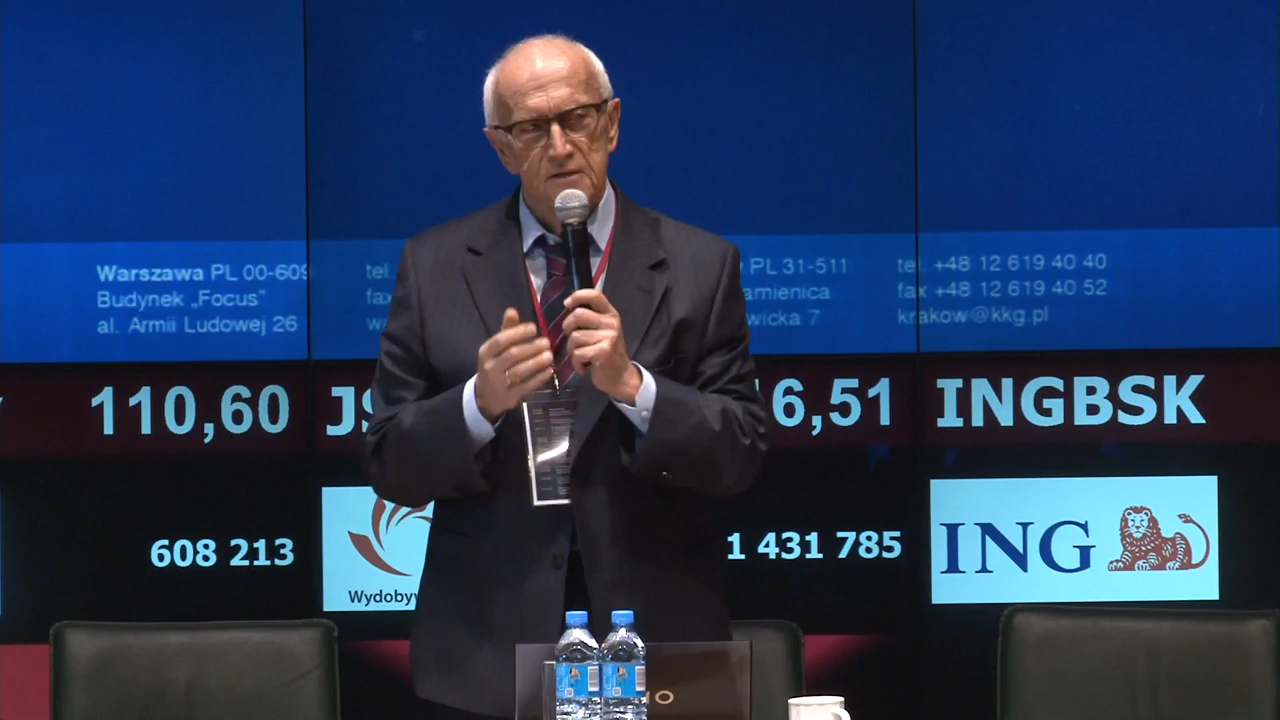 Warszawa PL 00-609
Budynek „Focus”
al. Armii Ludowej 26
tel.
fax
PL 31-511
wicka 7
tel. +48 12 619 40 40
fax +48 12 619 40 52
krakow@kkg.pl
110,60
6,51
INGBSK
608 213
1 431 785
ING